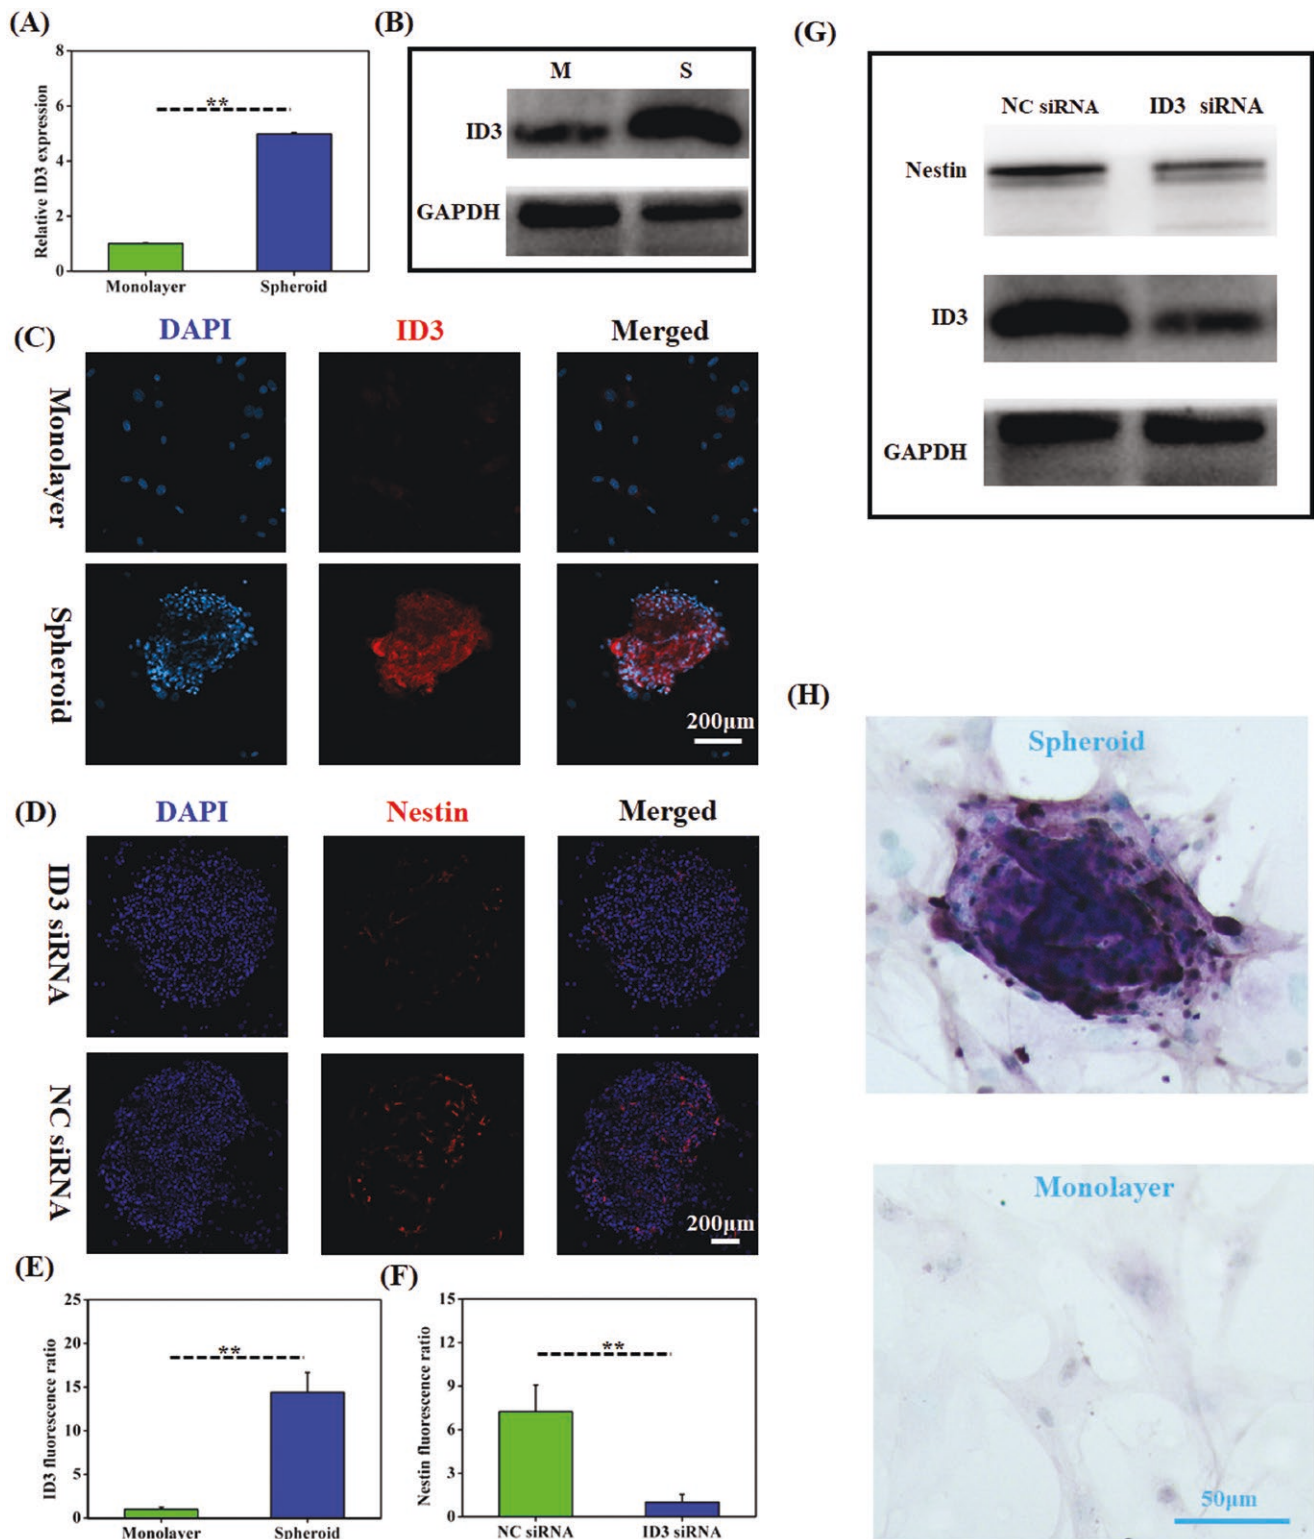 (A)
Relative ID3 expression
8
6
4
2
0
**
Monolayer Spheroid
(B)
M S
ID3
GAPDH
(C)
DAPI ID3 Merged
Monolayer
Spheroid
200μm
(D)
DAPI Nestin Merged
ID3 siRNA
NC siRNA
200μm
(E)
ID3 fluorescence ratio
25
20
15
10
5
0
**
Monolayer Spheroid
(F)
Nestin fluorescence ratio
15
12
9
6
3
0
**
NC siRNA ID3 siRNA
(G)
NC siRNA ID3 siRNA
Nestin
ID3
GAPDH
(H)
Spheroid
Monolayer
50μm